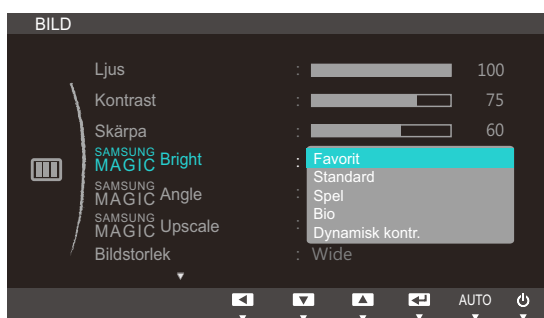 BILD
Ljus : 100
Kontrast : 75
Skärpa : 60
SAMSUNG MAGIC Bright : Favorit
Standard
SAMSUNG MAGIC Angle : Spel
Bio
SAMSUNG MAGIC Upscale : Dynamisk kontr.
Bildstorlek : Wide
AUTO